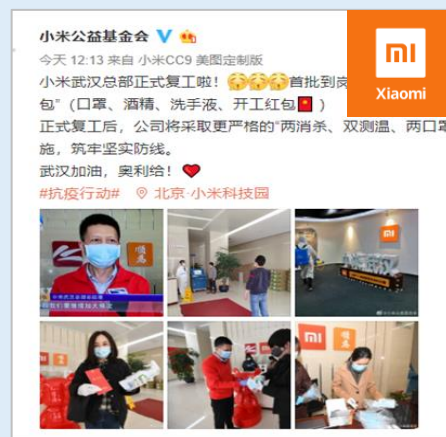 小米公益基金会
今天 12:13 来自 小米CC9 美图定制版
小米武汉总部正式复工啦！首批到岗
包”（口罩、酒精、洗手液、开工红包）
正式复工后，公司将采取更严格的“两消杀、双测温、两口罩
施，筑牢坚实防线。
武汉加油，奥利给！
#抗疫行动# 北京·小米科技园
Xiaomi